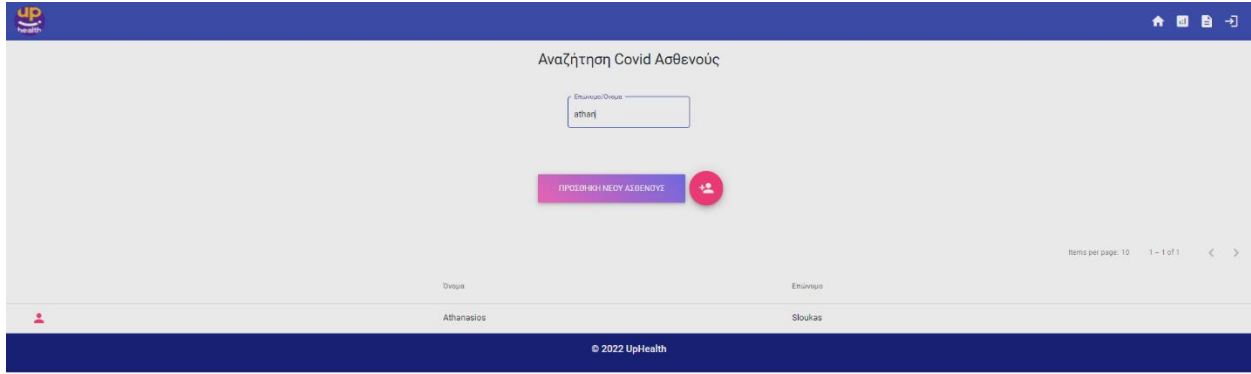 up
health
Αναζήτηση Covid Ασθενούς
Επώνυμο/Όνομα
athan
ΠΡΟΣΘΗΚΗ ΝΕΟΥ ΑΣΘΕΝΟΥΣ
Items per page: 10 1 – 1 of 1
Όνομα Επώνυμο
Athanasios Sloukas
© 2022 UpHealth